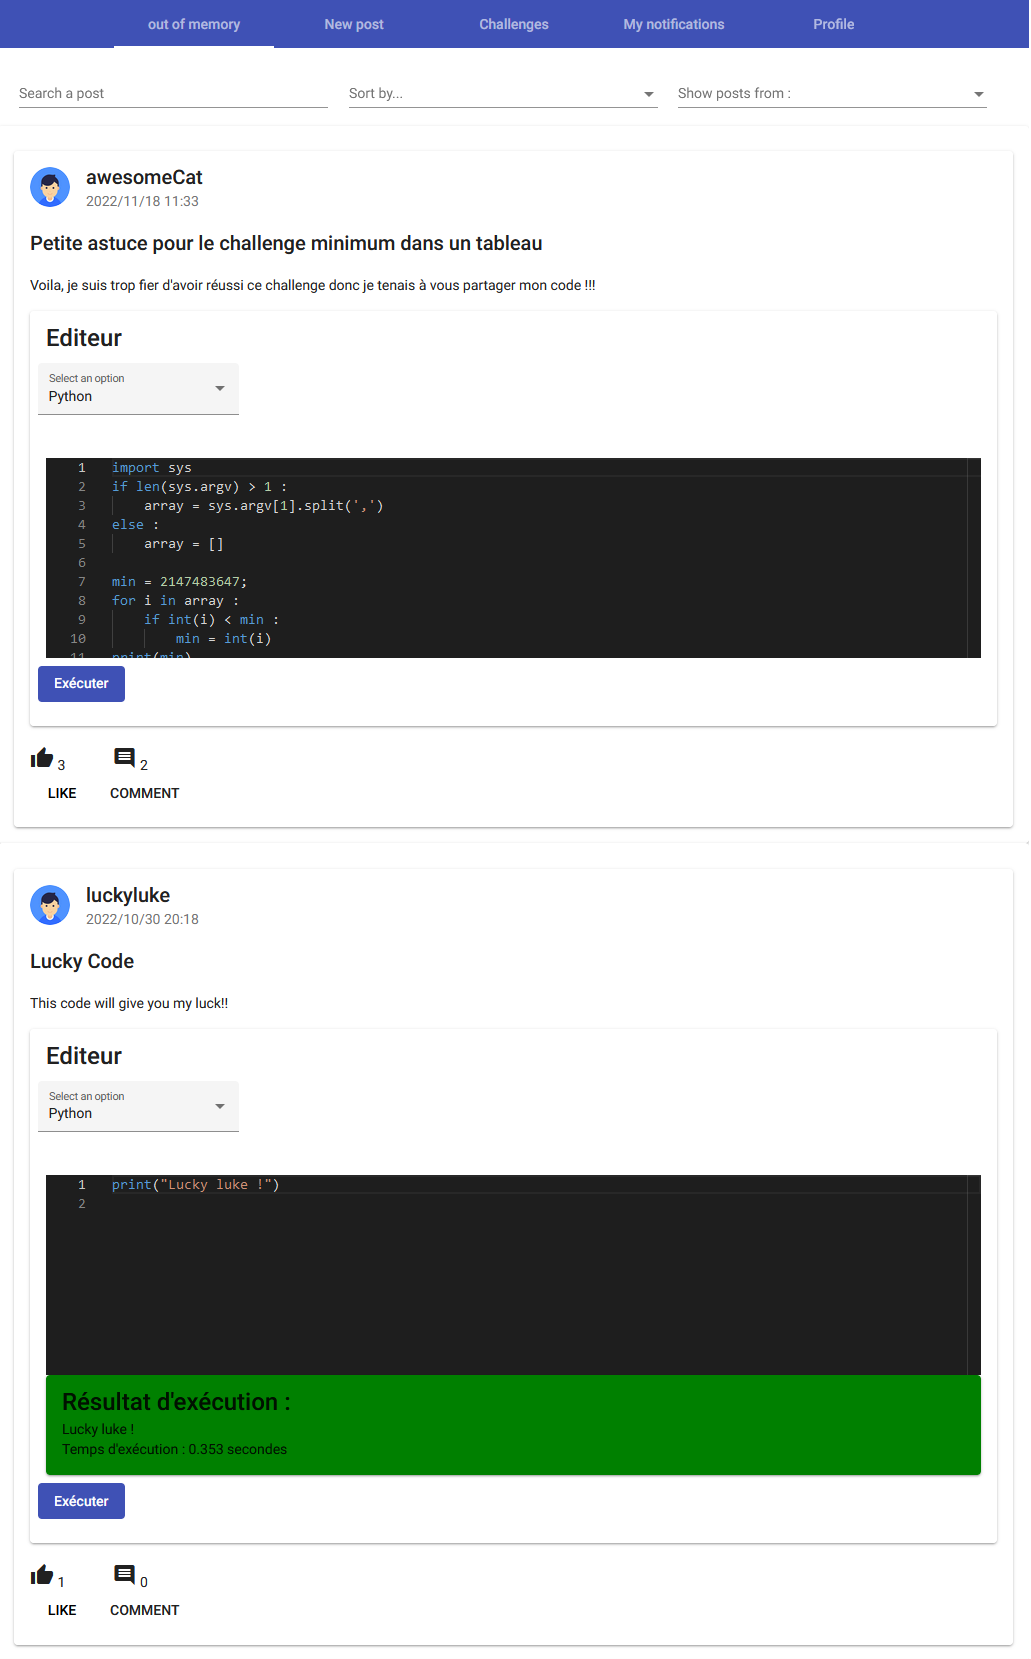 out of memory New post Challenges My notifications Profile
Search a post Sort by... Show posts from :
awesomeCat
2022/11/18 11:33
Petite astuce pour le challenge minimum dans un tableau
Voila, je suis trop fier d'avoir réussi ce challenge donc je tenais à vous partager mon code !!!
Editeur
Select an option
Python
1 import sys
2 if len(sys.argv) > 1 :
3 array = sys.argv[1].split(',')
4 else :
5 array = []
6
7 min = 2147483647;
8 for i in array :
9 if int(i) < min :
10 min = int(i)
11 print(min)
Exécuter
3 2
LIKE COMMENT
luckyluke
2022/10/30 20:18
Lucky Code
This code will give you my luck!!
Editeur
Select an option
Python
1 print("Lucky luke !")
2
Résultat d'exécution :
Lucky luke !
Temps d'exécution : 0.353 secondes
Exécuter
1 0
LIKE COMMENT